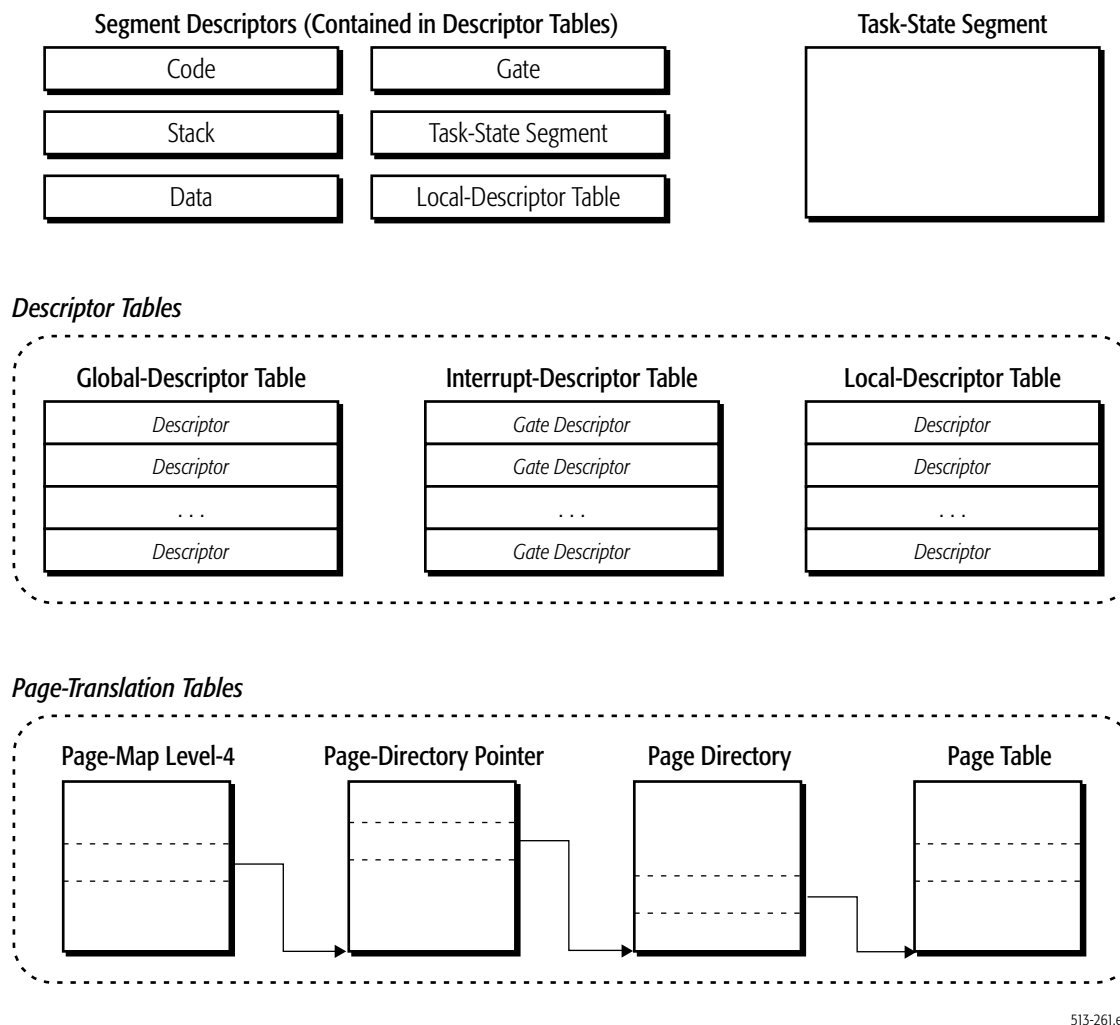 Segment Descriptors (Contained in Descriptor Tables)
Task-State Segment
Code
Gate
Stack
Task-State Segment
Data
Local-Descriptor Table
Descriptor Tables
Global-Descriptor Table
Interrupt-Descriptor Table
Local-Descriptor Table
Descriptor
Gate Descriptor
Descriptor
Descriptor
Gate Descriptor
Descriptor
. . .
. . .
. . .
Descriptor
Gate Descriptor
Descriptor
Page-Translation Tables
Page-Map Level-4
Page-Directory Pointer
Page Directory
Page Table
513-261.e